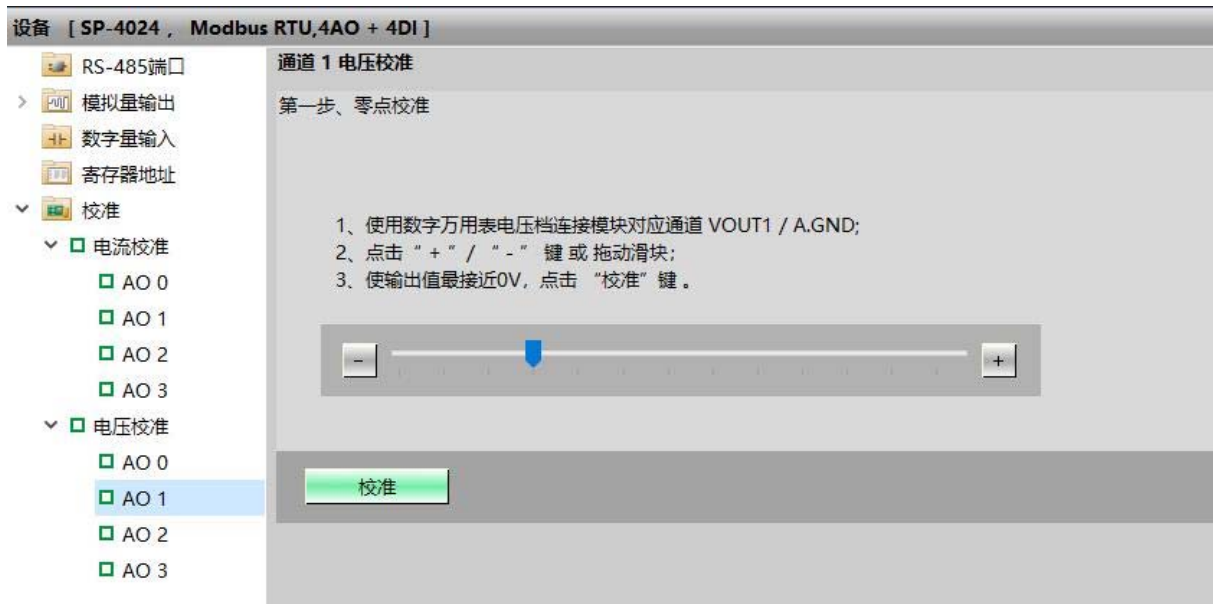 设备 [ SP-4024 , Modbus RTU,4AO + 4DI ]
RS-485端口
模拟量输出
数字量输入
寄存器地址
校准
电流校准
AO 0
AO 1
AO 2
AO 3
电压校准
AO 0
AO 1
AO 2
AO 3
通道 1 电压校准
第一步、零点校准
1、使用数字万用表电压档连接模块对应通道 VOUT1 / A.GND;
2、点击 " + " / " - " 键 或 拖动滑块;
3、使输出值最接近0V, 点击 “校准” 键 。
-
+
校准